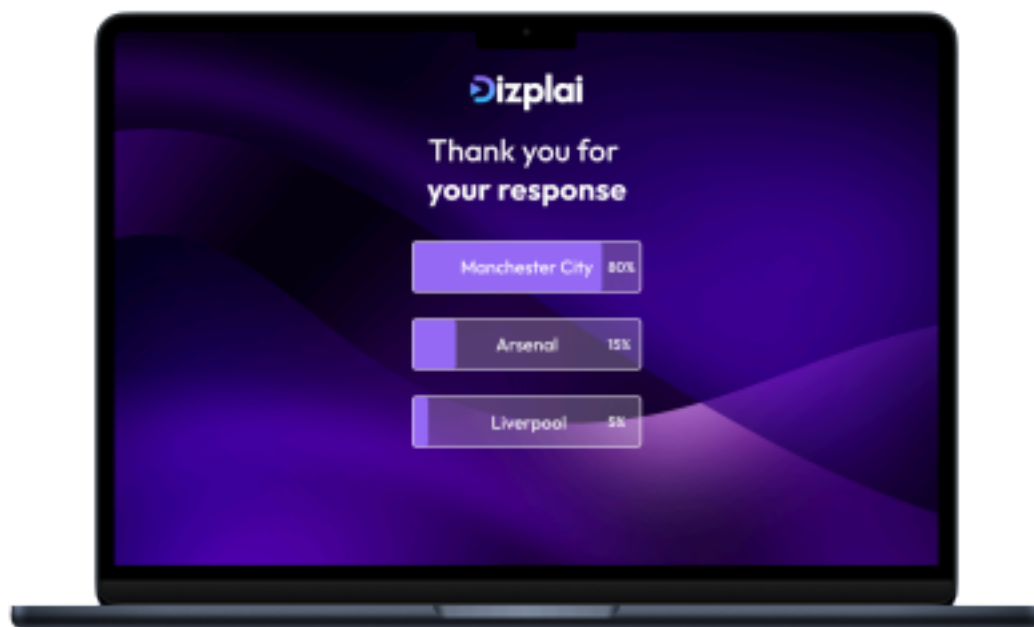 Dizplai
Thank you for
your response
Manchester City 80%
Arsenal 15%
Liverpool 5%